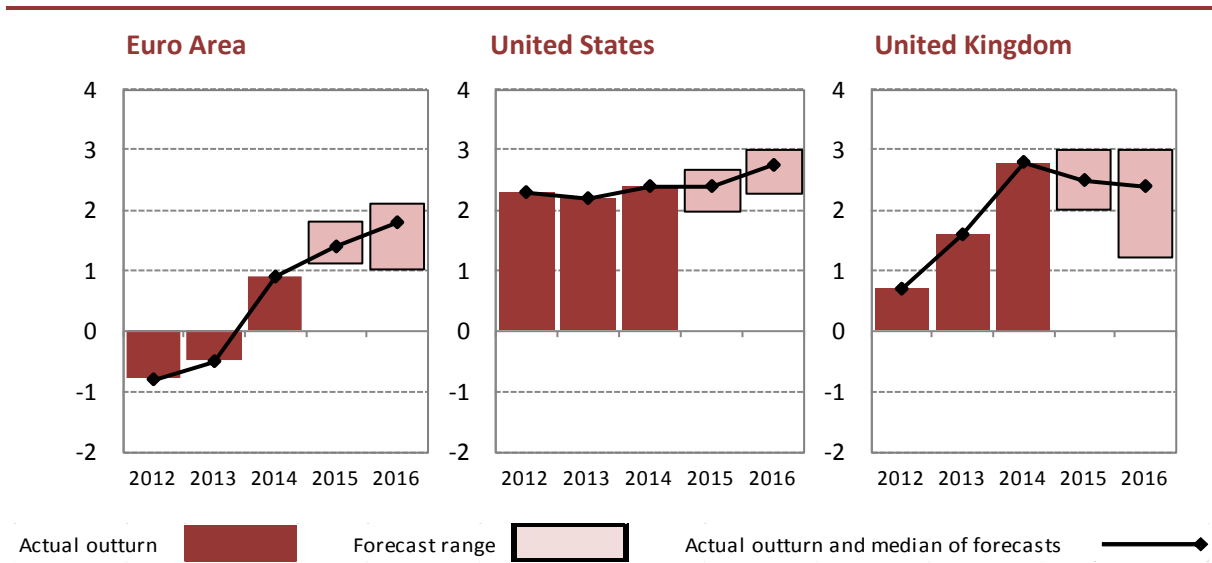 Euro Area United States United Kingdom
4 4 4
3 3 3
2 2 2
1 1 1
0 0 0
-1 -1 -1
-2 -2 -2
2012 2013 2014 2015 2016 2012 2013 2014 2015 2016 2012 2013 2014 2015 2016
Actual outturn Forecast range Actual outturn and median of forecasts